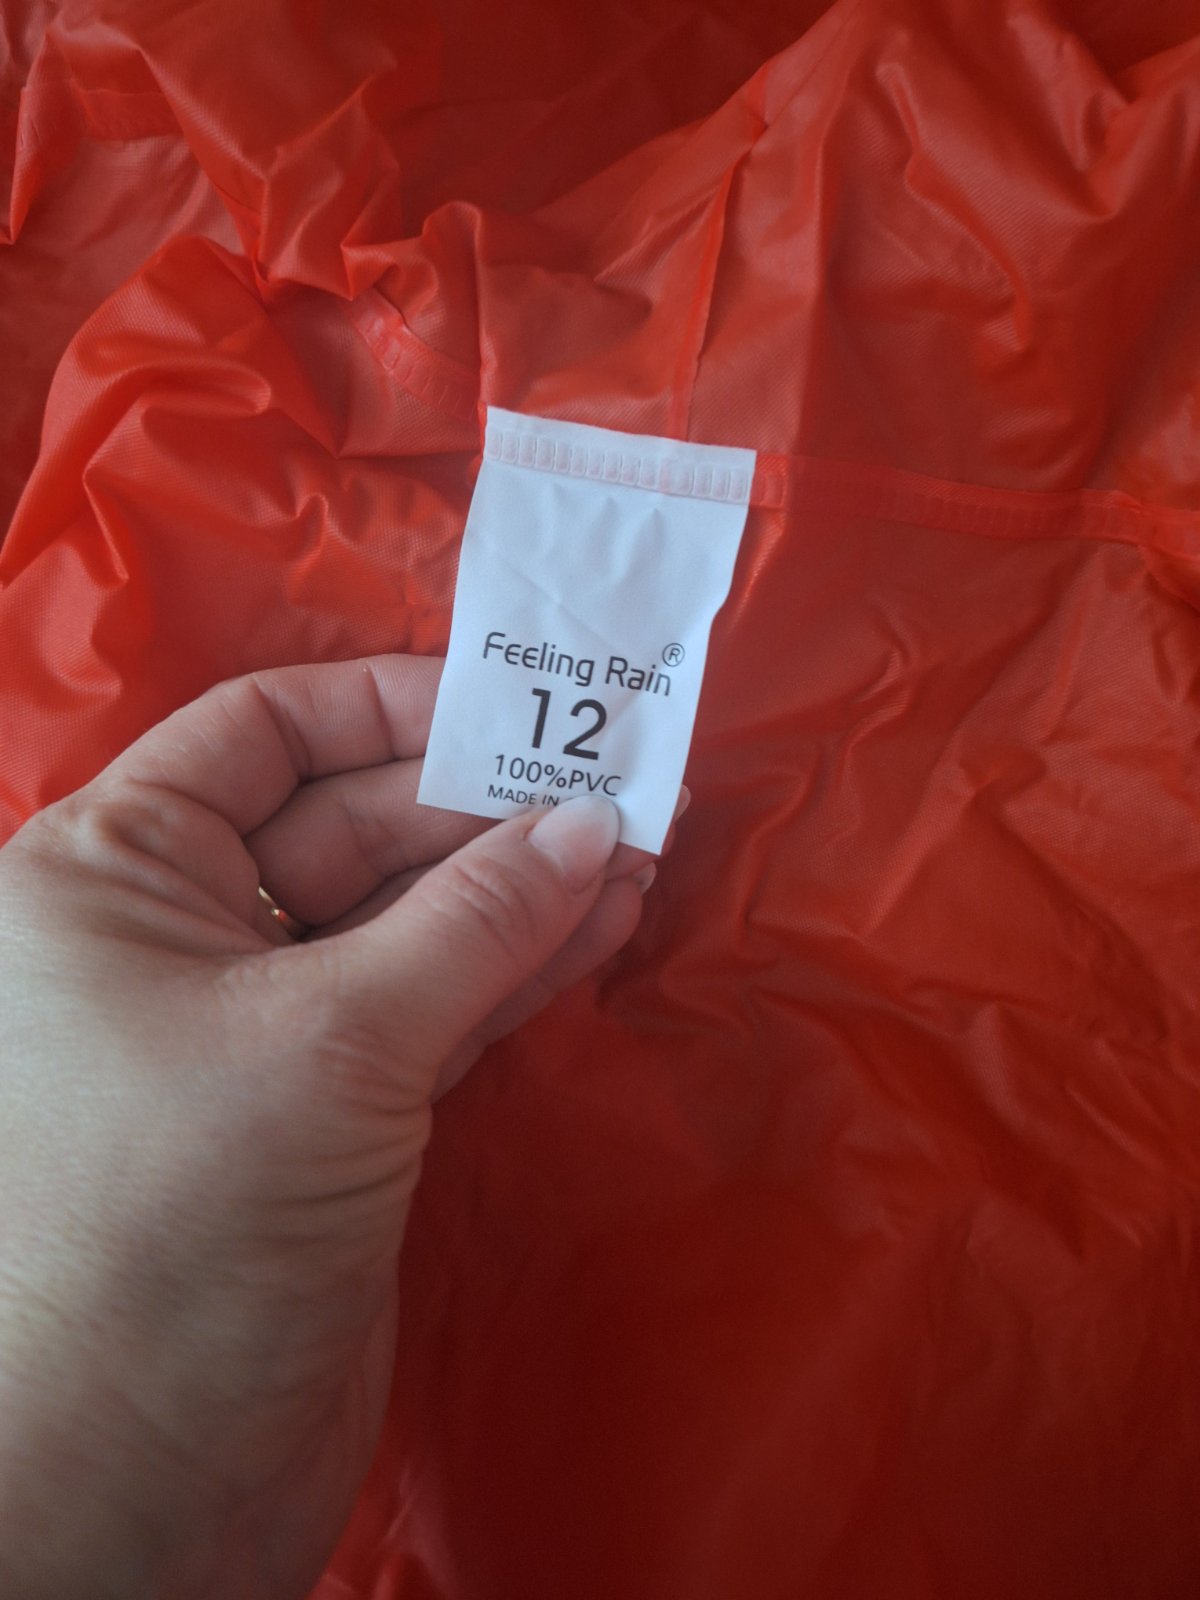 Feeling Rain®
12
100%PVC
MADE IN